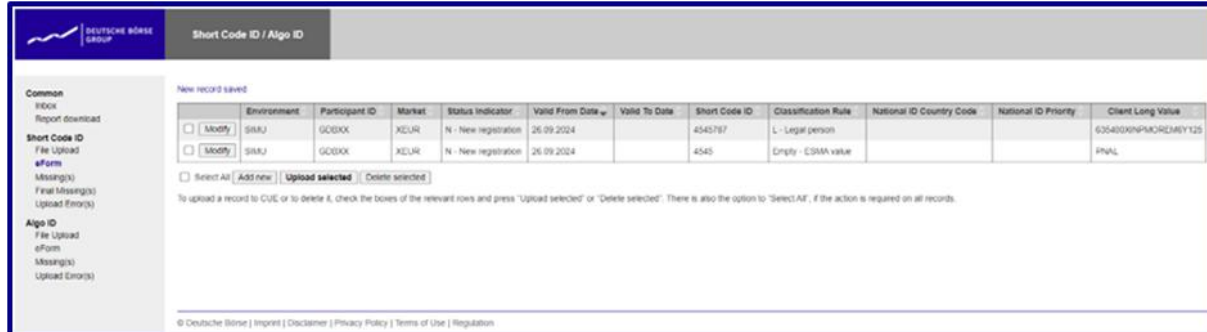 DEUTSCHE BÖRSE
GROUP
Short Code ID / Algo ID
Common
Inbox
Report download
Short Code ID
File Upload
eForm
Missing(s)
Final Missing(s)
Upload Error(s)
Algo ID
File Upload
eForm
Missing(s)
Upload Error(s)
New record saved
Environment Participant ID Market Status Indicator Valid From Date Valid To Date Short Code ID Classification Rule National ID Country Code National ID Priority Client Long Value
Modify SIMU GDBXX XEUR N - New registration 26.09.2024 4545787 L - Legal person
Modify SIMU GDBXX XEUR N - New registration 26.09.2024 4545 Empty - ESMA value PNAL
Select All Add new Upload selected Delete selected
To upload a record to CUE or to delete it, check the boxes of the relevant rows and press "Upload selected" or "Delete selected". There is also the option to "Select All", if the action is required on all records.
© Deutsche Börse | Imprint | Disclaimer | Privacy Policy | Terms of Use | Regulation